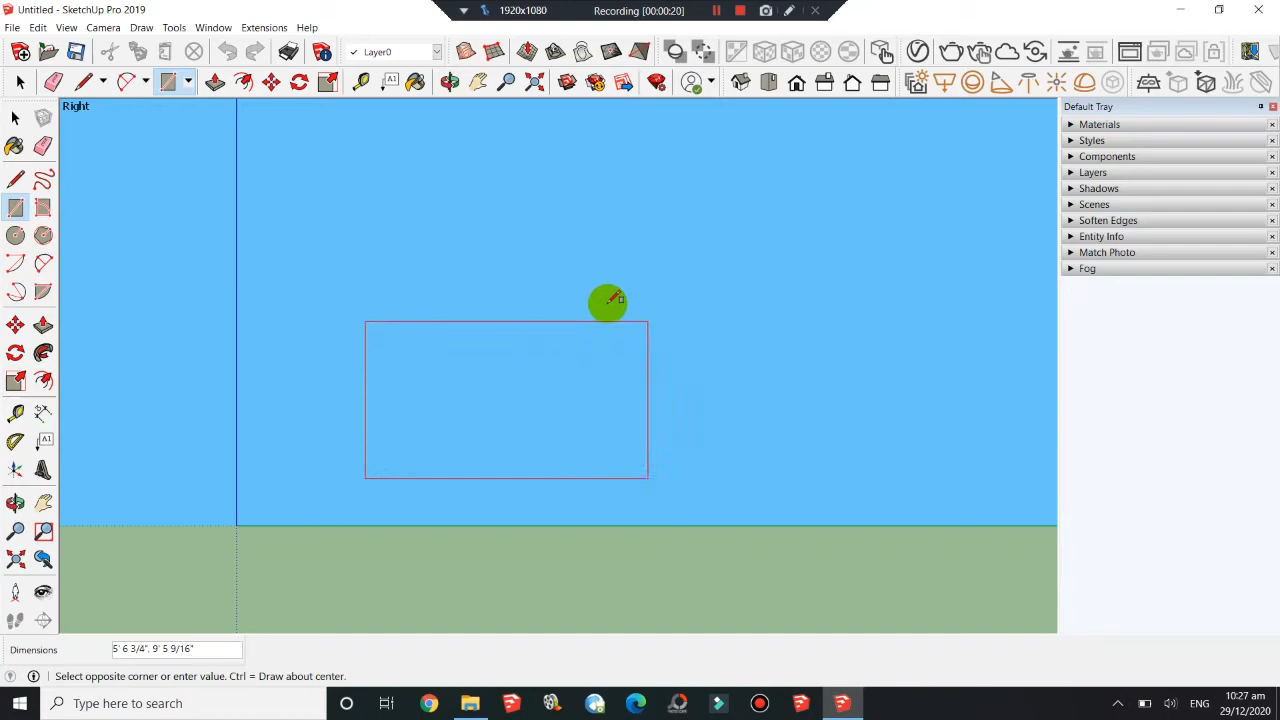 Untitled - SketchUp Pro 2019
1920x1080
Recording [00:00:20]
File Edit View Camera Draw Tools Window Extensions Help
Layer0
A1
Right
Default Tray
Materials
Styles
Components
Layers
Shadows
Scenes
Soften Edges
Entity Info
Match Photo
Fog
A1
Dimensions
5' 6 3/4", 9' 5 9/16"
Select opposite corner or enter value. Ctrl = Draw about center.
Type here to search
ENG
10:27 am
29/12/2020